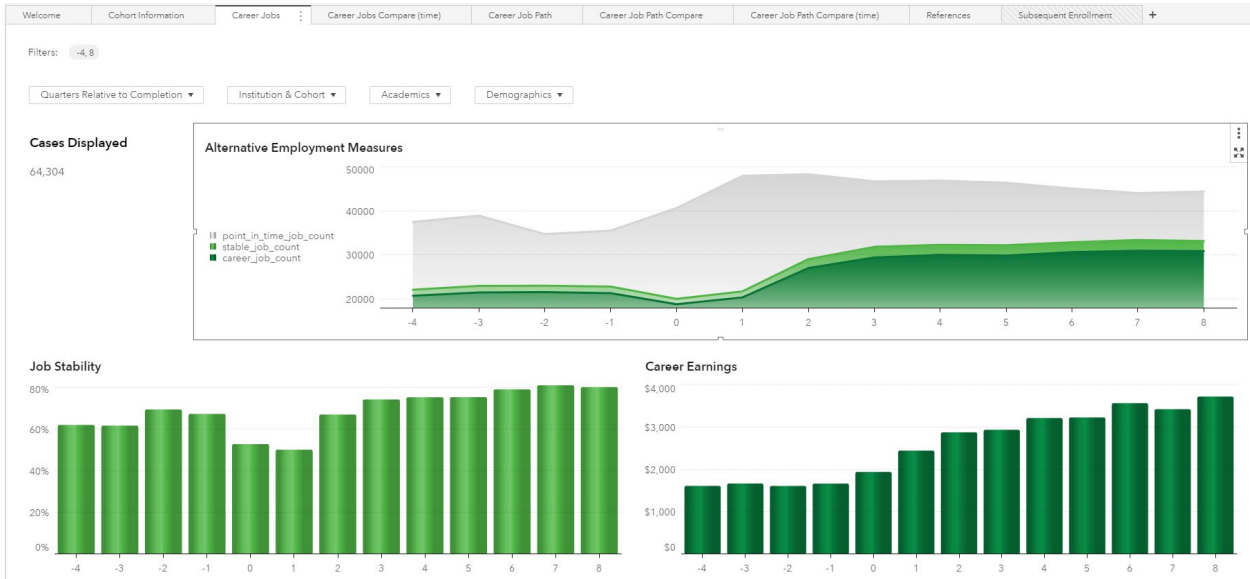 Welcome
Cohort Information
Career Jobs
Career Jobs Compare (time)
Career Job Path
Career Job Path Compare
Career Job Path Compare (time)
References
Subsequent Enrollment
+
Filters: -4, 8
Quarters Relative to Completion ▼
Institution & Cohort ▼
Academics ▼
Demographics ▼
Cases Displayed
64,304
Alternative Employment Measures
point_in_time_job_count
stable_job_count
career_job_count
50000
40000
30000
20000
-4 -3 -2 -1 0 1 2 3 4 5 6 7 8
Job Stability
80%
60%
40%
20%
0%
-4 -3 -2 -1 0 1 2 3 4 5 6 7 8
Career Earnings
$4,000
$3,000
$2,000
$1,000
$0
-4 -3 -2 -1 0 1 2 3 4 5 6 7 8